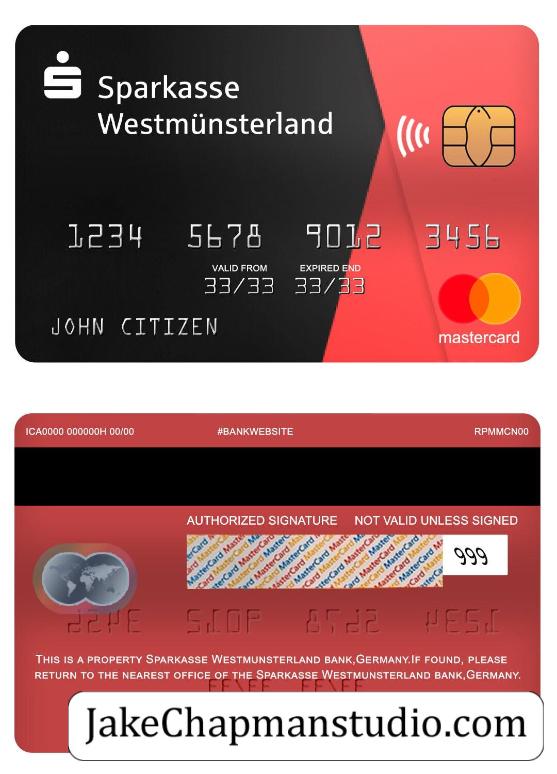 Sparkasse
Westmünsterland
1234 5678 9012 3456
VALID FROM EXPIRED END
33/33 33/33
JOHN CITIZEN
mastercard
ICA0000 000000H 00/00 #BANKWEBSITE RPMMCN00
AUTHORIZED SIGNATURE NOT VALID UNLESS SIGNED
MasterCard MasterCard MasterCard
999
THIS IS A PROPERTY SPARKASSE WESTMUNSTERLAND BANK,GERMANY.IF FOUND, PLEASE
RETURN TO THE NEAREST OFFICE OF THE SPARKASSE WESTMUNSTERLAND BANK,GERMANY.
JakeChapmanstudio.com